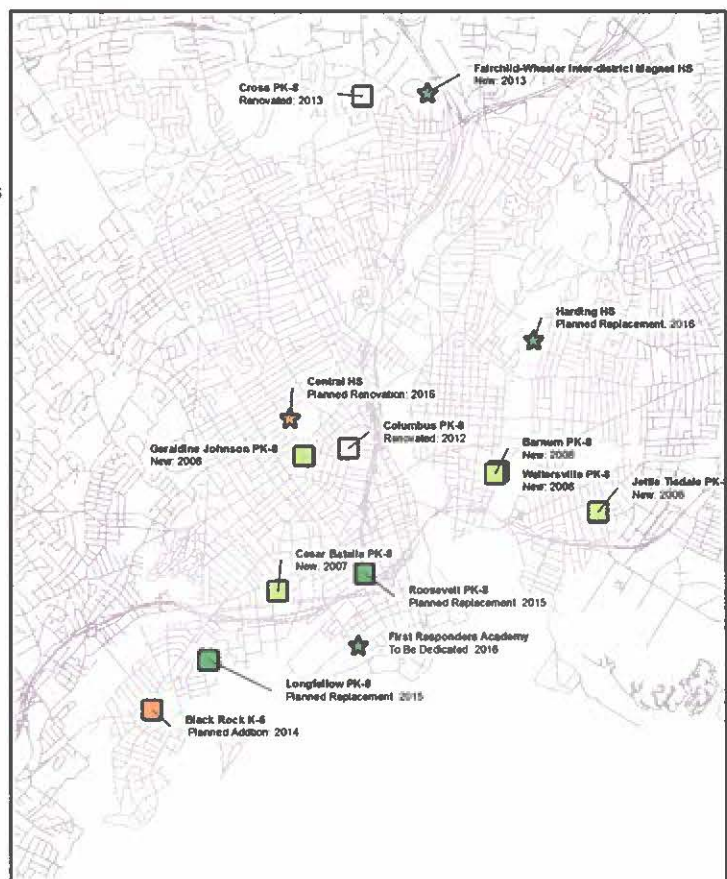 Fairchild-Wheeler Inter-district Magnet HS
New: 2013
Cross PK-8
Renovated: 2013
Harding HS
Planned Replacement: 2016
Central HS
Planned Renovation: 2016
Columbus PK-8
Renovated: 2012
Geraldine Johnson PK-8
New: 2008
Barnum PK-8
New: 2008
Waltersville PK-8
New: 2008
Jettie Tisdale PK-8
New: 2008
Cesar Batalla PK-8
New: 2007
Roosevelt PK-8
Planned Replacement: 2015
First Responders Academy
To Be Dedicated: 2016
Longfellow PK-8
Planned Replacement: 2015
Black Rock K-6
Planned Addition: 2014
s